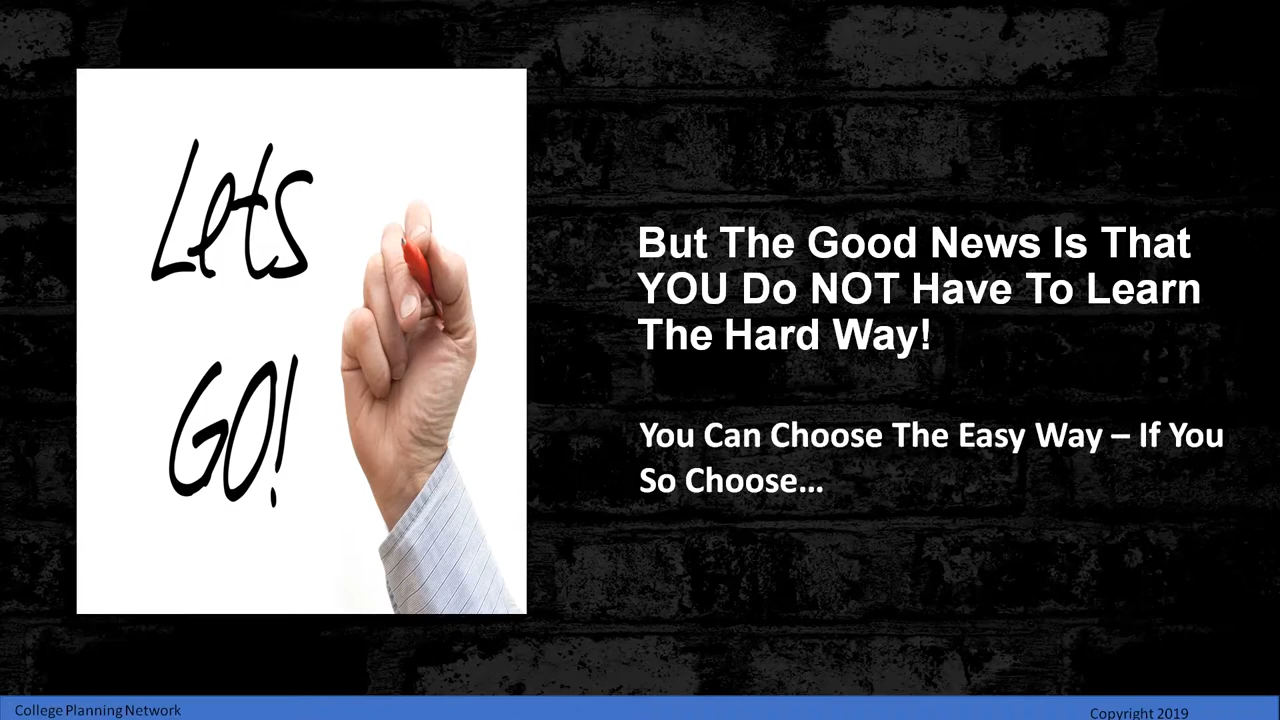 Lets
GO!
But The Good News Is That
YOU Do NOT Have To Learn
The Hard Way!
You Can Choose The Easy Way – If You
So Choose…
College Planning Network
Copyright 2019